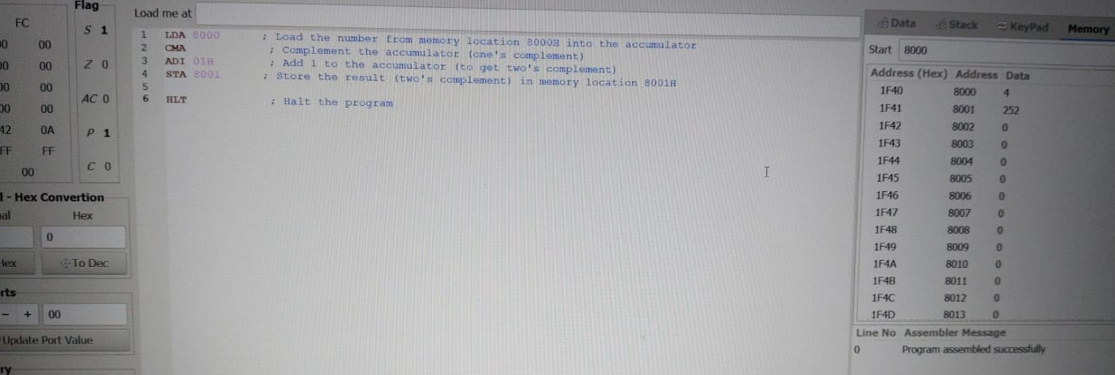 Flag
Load me at
FC
S 1
00 00
Z 0
00 00
00 00
AC 0
00 00
42 0A
P 1
FF FF
C 0
00
1 LDA 8000 ; Load the number from memory location 8000H into the accumulator
2 CMA ; Complement the accumulator (one's complement)
3 ADI 01H ; Add 1 to the accumulator (to get two's complement)
4 STA 8001 ; Store the result (two's complement) in memory location 8001H
5
6 HLT ; Halt the program
l - Hex Convertion
Hex
0
To Dec
00
- +
Update Port Value
Data Stack KeyPad Memory
Start 8000
Address (Hex) Address Data
1F40 8000 4
1F41 8001 252
1F42 8002 0
1F43 8003 0
1F44 8004 0
1F45 8005 0
1F46 8006 0
1F47 8007 0
1F48 8008 0
1F49 8009 0
1F4A 8010 0
1F4B 8011 0
1F4C 8012 0
1F4D 8013 0
Line No Assembler Message
0 Program assembled successfully